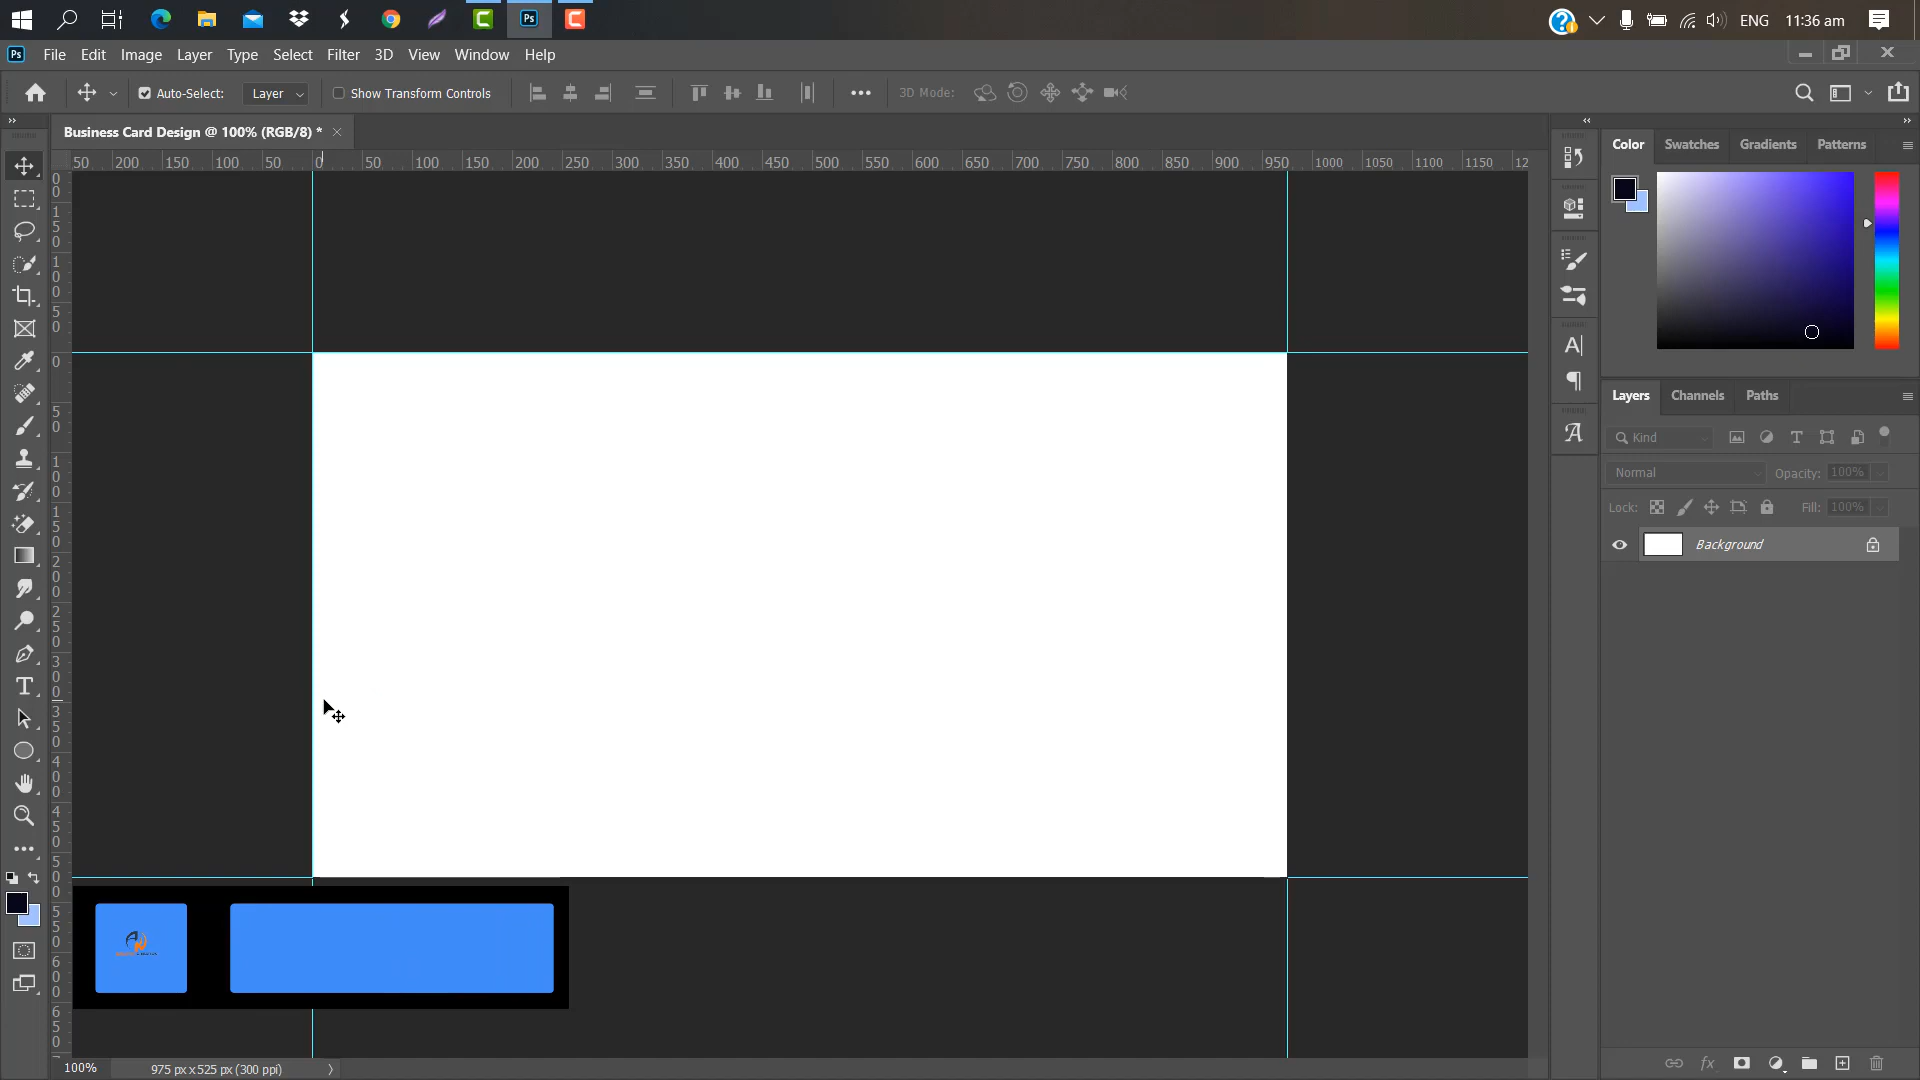 ENG 11:36 am
Ps File Edit Image Layer Type Select Filter 3D View Window Help
Auto-Select: Layer Show Transform Controls 3D Mode:
Business Card Design @ 100% (RGB/8) *
50 200 150 100 50 0 50 100 150 200 250 300 350 400 450 500 550 600 650 700 750 800 850 900 950 1000 1050 1100 1150 12
Color Swatches Gradients Patterns
Layers Channels Paths
Kind
Normal Opacity: 100%
Lock: Fill: 100%
Background
100% 975 px x 525 px (300 ppi)